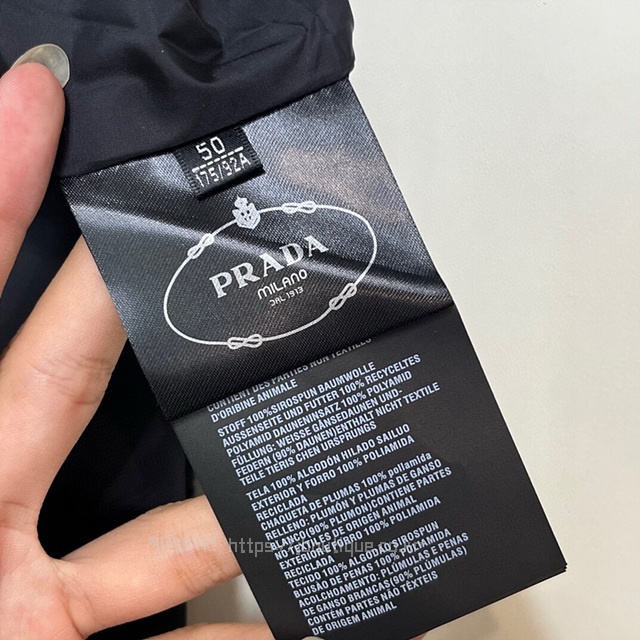 50
175/92A
PRADA
MILANO
DAL 1913
CONTIENT DES PARTIES NON TEXTILES
D'ORIBINE ANIMALE
STOFF 100%SIROSPUN BAUMWOLLE
AUSSENSEITE UND FÜTTER 100% RECYCELTES
POLYAMID DAUNEINSATZ 100% POLYAMID
FÜLLUNG: WEISSE GÄNSEDAUNEN UND-
FEDERN (90% DAUNEN)ENTHÄLT NICHT TEXTILE
TEILE TIERISCHEN URSPRUNGS
TELA 100% ALGODÓN HILADO SAILUO
EXTERIOR Y FORRO 100% POLIAMIDA
RECICLADA
CHAQUETA DE PLUMAS 100% poliamida
RELLENO: PLUMÓN Y PLUMAS DE GANSO
BLANCO(90% PLUMÓN)CONTIENE PARTES
NO TEXTILES DE ORIGEN ANIMAL
EXTERIOR E FORRO 100% POLIAMIDA
RECICLADA
TECIDO 100% ALGODÃO SIROSPUN
BLUSÃO DE PENAS 100% POLIAMIDA
ACOLCHOAMENTO: PLUMAS E PENAS
DE GANSO BRANCAS(90% PLÚMULAS)
CONTÉM PARTES NÃO TÊXTEIS
DE ORIGEM ANIMAL